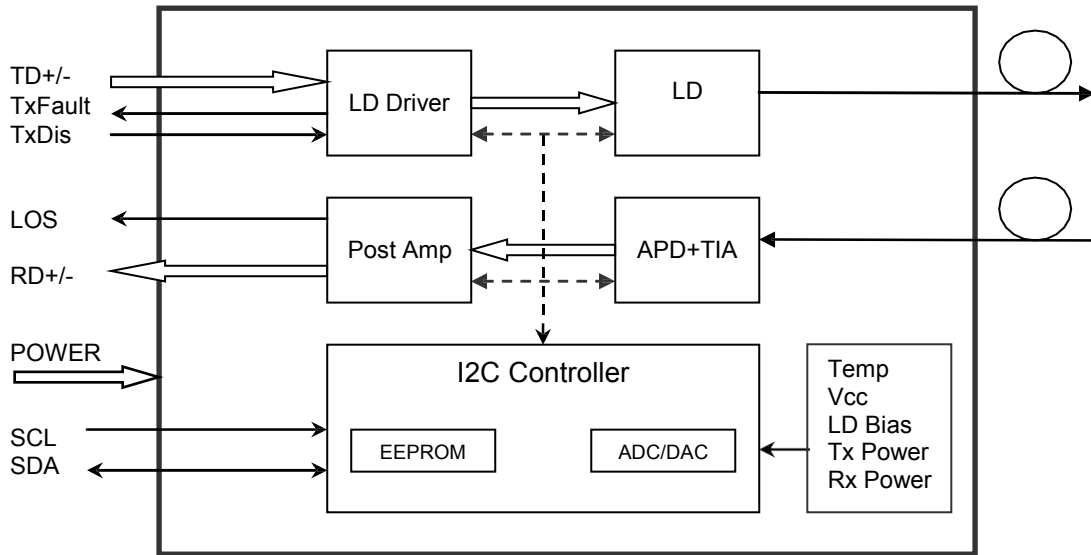 TD+/-
TxFault
TxDis
LD Driver
LD
LOS
RD+/-
Post Amp
APD+TIA
POWER
SCL
SDA
I2C Controller
EEPROM
ADC/DAC
Temp
Vcc
LD Bias
Tx Power
Rx Power